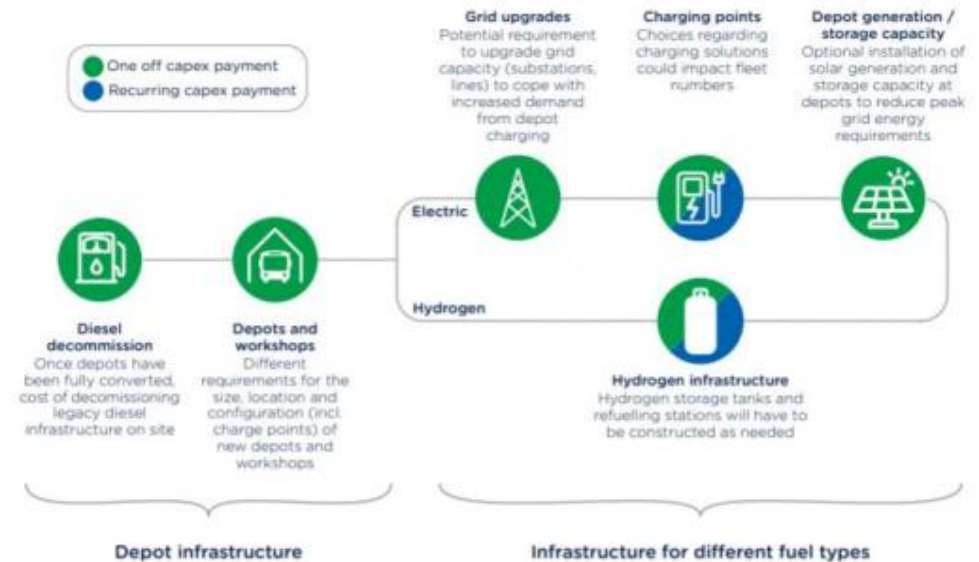 One off capex payment
Recurring capex payment
Grid upgrades
Potential requirement
to upgrade grid
capacity (substations,
lines) to cope with
increased demand
from depot
charging
Charging points
Choices regarding
charging solutions
could impact fleet
numbers
Depot generation /
storage capacity
Optional installation of
solar generation and
storage capacity at
depots to reduce peak
grid energy
requirements
Electric
Hydrogen
Diesel
decommission
Once depots have
been fully converted,
cost of decomissioning
legacy diesel
infrastructure on site
Depots and
workshops
Different
requirements for the
size, location and
configuration (incl.
charge points) of
new depots and
workshops
Hydrogen infrastructure
Hydrogen storage tanks and
refuelling stations will have to
be constructed as needed
Depot infrastructure
Infrastructure for different fuel types